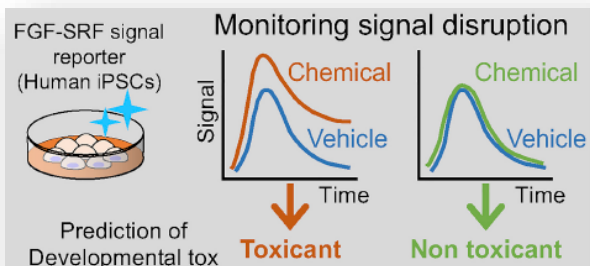 FGF-SRF signal
reporter
(Human iPSCs)
Monitoring signal disruption
Signal
Chemical
Vehicle
Time
Chemical
Vehicle
Time
Prediction of
Developmental tox
Toxicant
Non toxicant